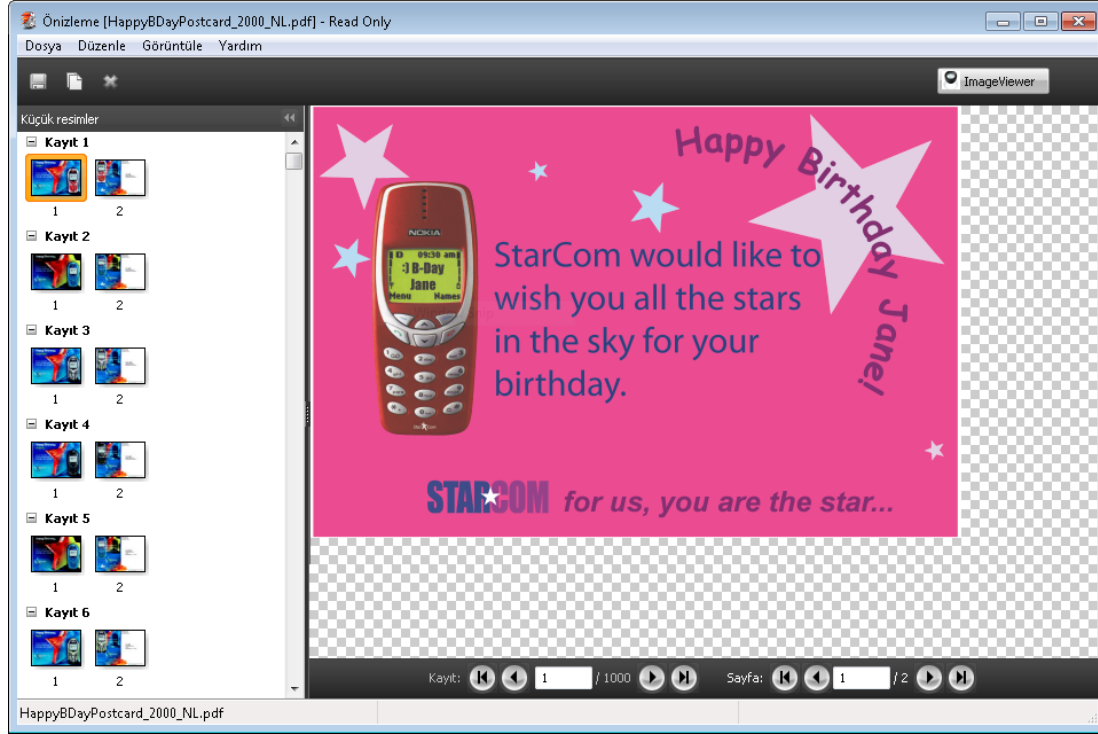 Önizleme [HappyBDayPostcard_2000_NL.pdf] - Read Only
Dosya Düzenle Görüntüle Yardım
ImageViewer
Küçük resimler
Kayıt 1
1 2
Kayıt 2
1 2
Kayıt 3
1 2
Kayıt 4
1 2
Kayıt 5
1 2
Kayıt 6
1 2
Happy Birthday Jane!
NOKIA
09:30 am
:) B-Day
Jane
Menu Names
StarCom would like to
wish you all the stars
in the sky for your
birthday.
STARCOM for us, you are the star...
Kayıt: 1 / 1000 Sayfa: 1 / 2
HappyBDayPostcard_2000_NL.pdf